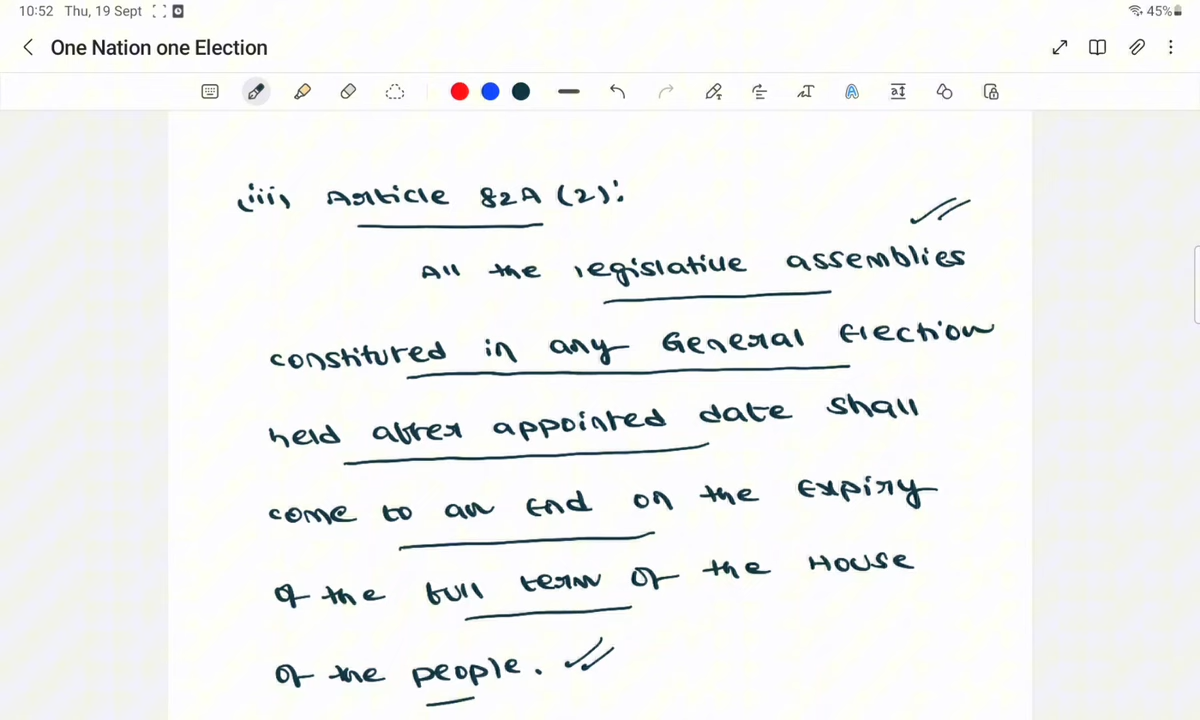 10:52 Thu, 19 Sept 45%
One Nation one Election
(iii) Article 82A (2):
All the legislative assemblies
constituted in any General Election
held after appointed date shall
come to an End on the Expiry
of the full term of the House
of the people.